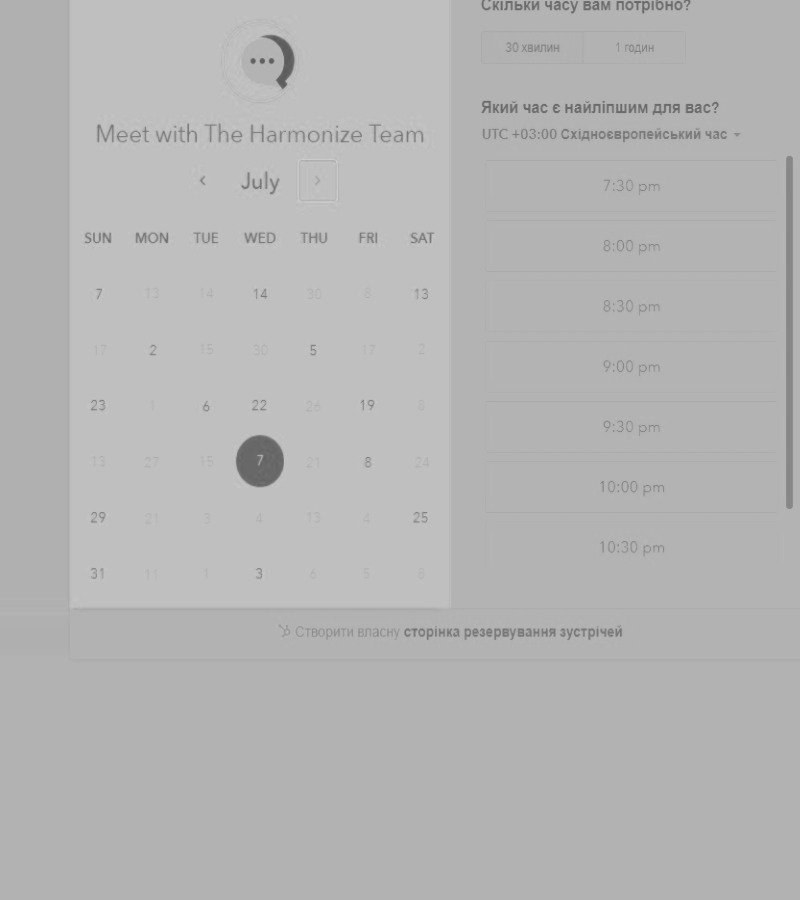 Скільки часу вам потрібно?
30 хвилин 1 годин
Meet with The Harmonize Team
July
SUN MON TUE WED THU FRI SAT
7 13 14 14 30 8 13
17 2 15 30 5 17 2
23 1 6 22 26 19 8
13 27 15 7 21 8 24
29 21 3 4 13 4 25
31 11 1 3 6 5 8
Який час є найліпшим для вас?
UTC +03:00 Східноєвропейський час
7:30 pm
8:00 pm
8:30 pm
9:00 pm
9:30 pm
10:00 pm
10:30 pm
Створити власну сторінка резервування зустрічей